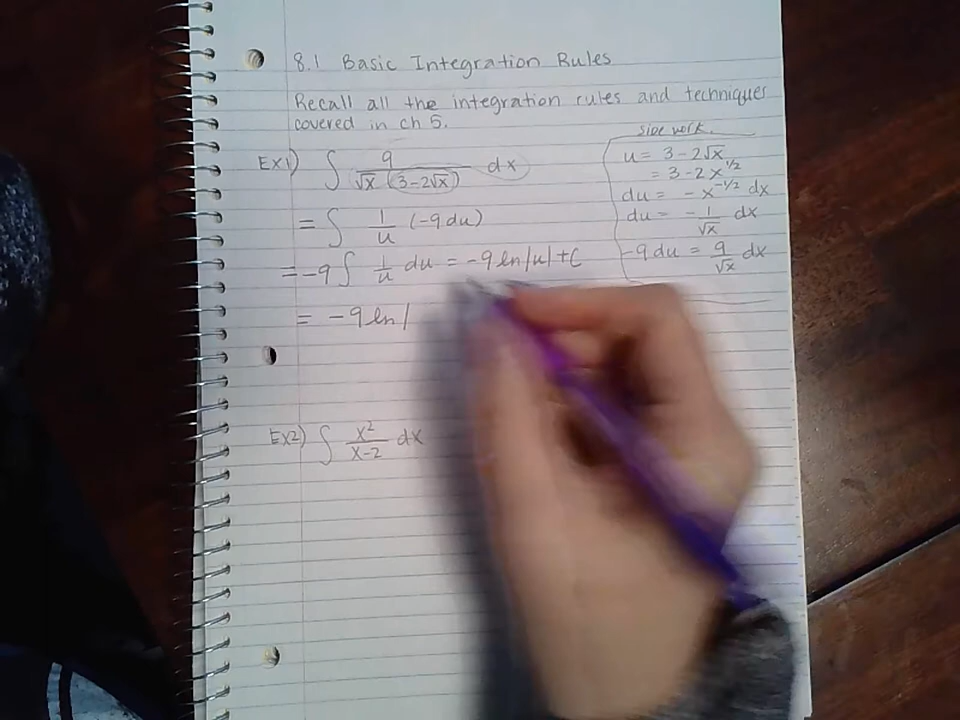 8.1 Basic Integration Rules
Recall all the integration rules and techniques
covered in ch 5.
Ex1) ∫ 9/(√x (3-2√x)) dx
= ∫ 1/u (-9du)
= -9 ∫ 1/u du = -9 ln|u|+C
= -9 ln|
side work.
u = 3-2√x
= 3-2x^1/2
du = -x^-1/2 dx
du = -1/√x dx
-9 du = 9/√x dx
Ex2) ∫ x²/(x-2) dx